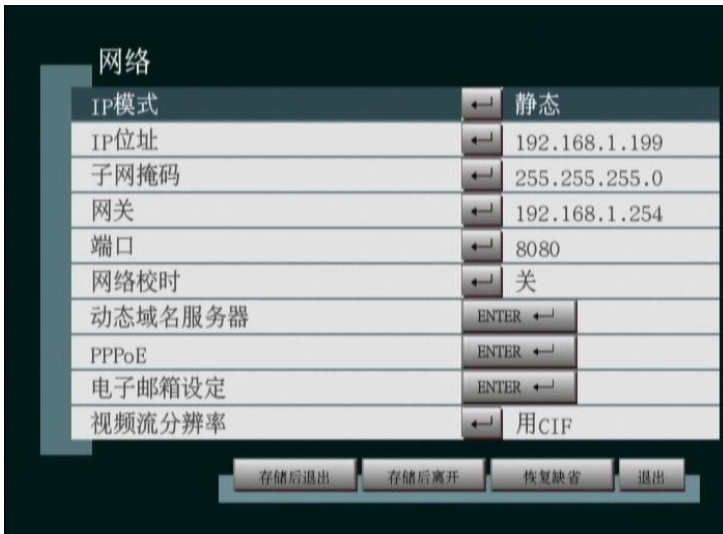 网络
IP模式 静态
IP位址 192.168.1.199
子网掩码 255.255.255.0
网关 192.168.1.254
端口 8080
网络校时 关
动态域名服务器 ENTER
PPPoE ENTER
电子邮箱设定 ENTER
视频流分辨率 用CIF
存储后退出 存储后离开 恢复缺省 退出